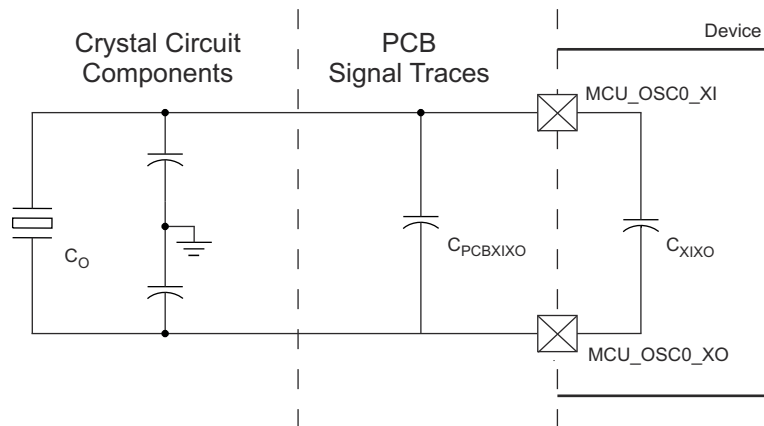 Crystal Circuit
Components
PCB
Signal Traces
Device
MCU_OSC0_XI
C_O
C_PCBXIXO
C_XIXO
MCU_OSC0_XO